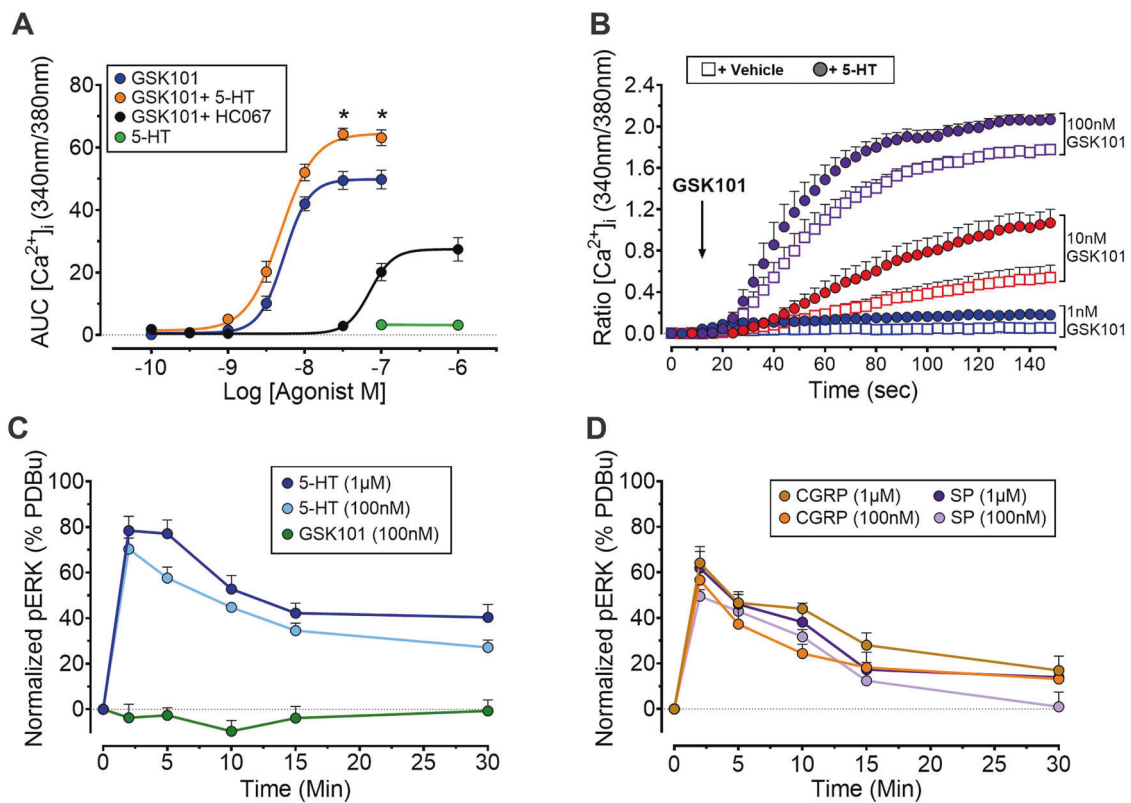 A
GSK101
GSK101+ 5-HT
GSK101+ HC067
5-HT
AUC [Ca²⁺]ᵢ (340nm/380nm)
80
60
40
20
0
* *
-10 -9 -8 -7 -6
Log [Agonist M]
B
+ Vehicle + 5-HT
Ratio [Ca²⁺]ᵢ (340nm/380nm)
2.4
2.0
1.6
1.2
0.8
0.4
0.0
GSK101
100nM
GSK101
10nM
GSK101
1nM
GSK101
0 20 40 60 80 100 120 140
Time (sec)
C
5-HT (1µM)
5-HT (100nM)
GSK101 (100nM)
Normalized pERK (% PDBu)
100
80
60
40
20
0
0 5 10 15 20 25 30
Time (Min)
D
CGRP (1µM) SP (1µM)
CGRP (100nM) SP (100nM)
Normalized pERK (% PDBu)
100
80
60
40
20
0
0 5 10 15 20 25 30
Time (Min)